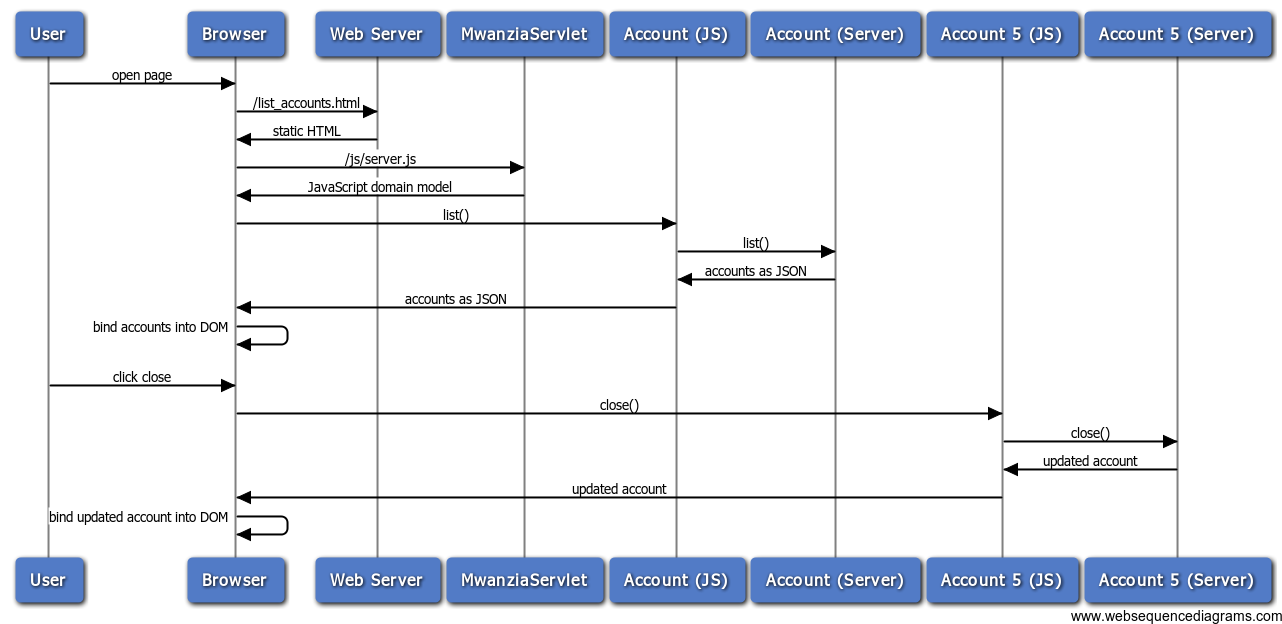 User Browser Web Server MwanziaServlet Account (JS) Account (Server) Account 5 (JS) Account 5 (Server)
open page
/list_accounts.html
static HTML
/js/server.js
JavaScript domain model
list()
list()
accounts as JSON
accounts as JSON
bind accounts into DOM
click close
close()
close()
updated account
updated account
bind updated account into DOM
User Browser Web Server MwanziaServlet Account (JS) Account (Server) Account 5 (JS) Account 5 (Server)
www.websequencediagrams.com